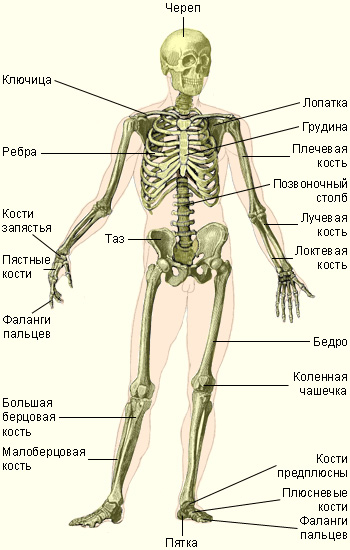 Череп
Ключица
Лопатка
Грудина
Ребра
Плечевая
кость
Позвоночный
столб
Кости
запястья
Лучевая
кость
Таз
Пястные
кости
Локтевая
кость
Фаланги
пальцев
Бедро
Коленная
чашечка
Большая
берцовая
кость
Малоберцовая
кость
Кости
предплюсны
Плюсневые
кости
Фаланги
пальцев
Пятка